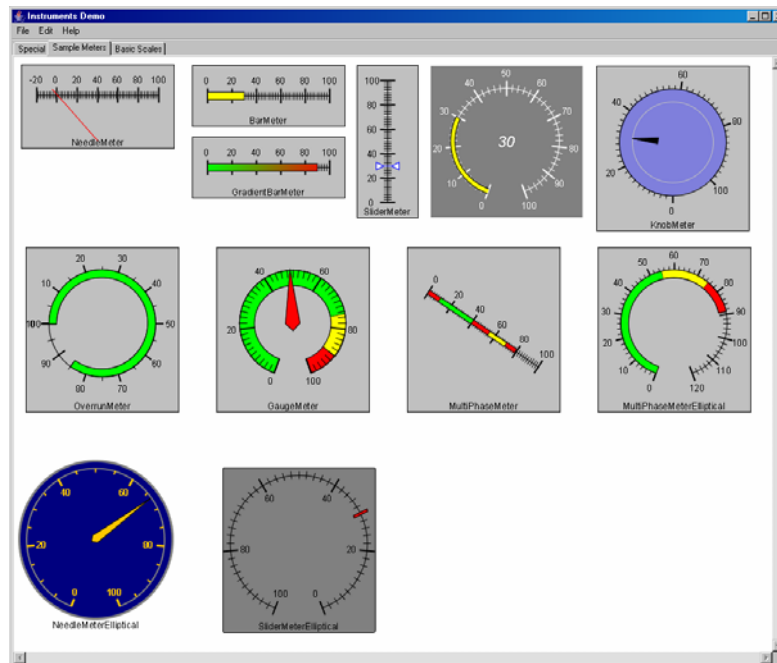 Instruments Demo
File Edit Help
Special Sample Meters Basic Scales
-20 0 20 40 60 80 100
NeedleMeter
0 20 40 60 80 100
BarMeter
0 20 40 60 80 100
GradientBarMeter
100
80
60
40
20
0
SliderMeter
0 10 20 30 40 50 60 70 80 90 100
30
0 20 40 60 80 100
KnobMeter
0 10 20 30 40 50 60 70 80 90 100
OverrunMeter
0 20 40 60 80 100
GaugeMeter
0 20 40 60 80 100
MultiPhaseMeter
0 10 20 30 40 50 60 70 80 90 100 110 120
MultiPhaseMeterElliptical
0 20 40 60 80 100
NeedleMeterElliptical
100 80 60 40 20 0
SliderMeterElliptical